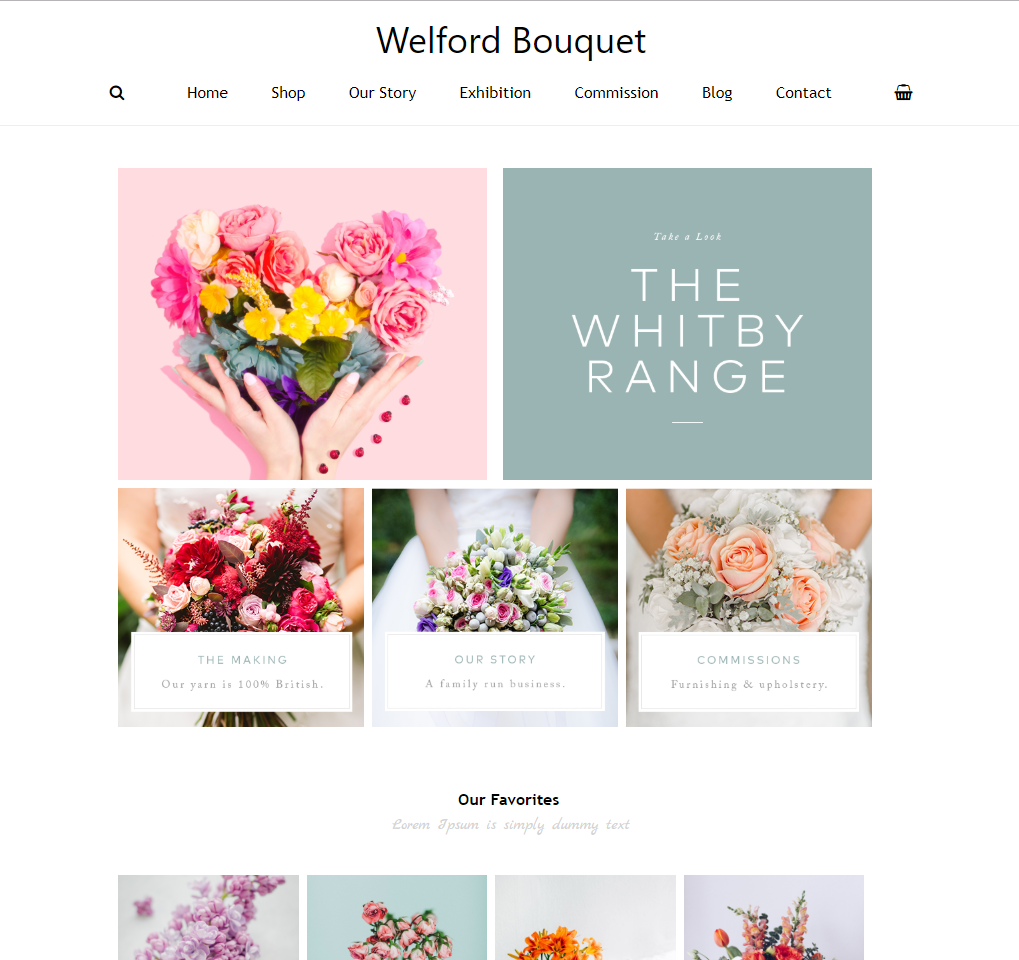 Welford Bouquet
Home Shop Our Story Exhibition Commission Blog Contact
Take a Look
THE
WHITBY
RANGE
THE MAKING
Our yarn is 100% British.
OUR STORY
A family run business.
COMMISSIONS
Furnishing & upholstery.
Our Favorites
Lorem Ipsum is simply dummy text